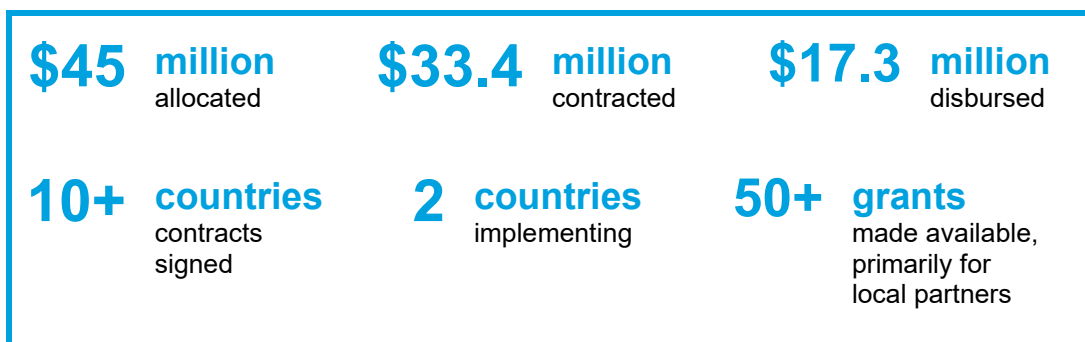 $45 million
allocated
$33.4 million
contracted
$17.3 million
disbursed
10+ countries
contracts
signed
2 countries
implementing
50+ grants
made available,
primarily for
local partners